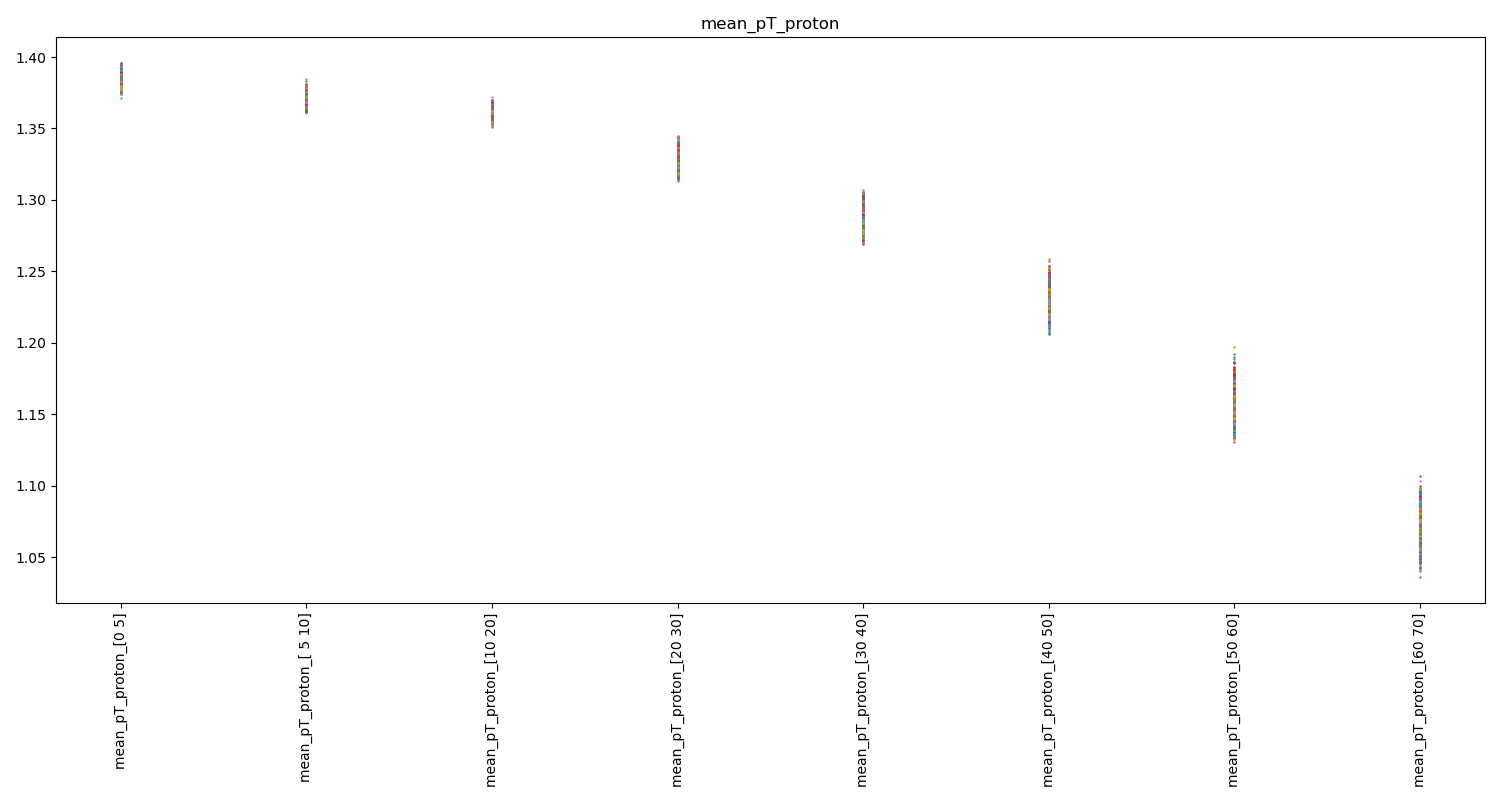 mean_pT_proton
1.40
1.35
1.30
1.25
1.20
1.15
1.10
1.05
mean_pT_proton_[0 5]
mean_pT_proton_[ 5 10]
mean_pT_proton_[10 20]
mean_pT_proton_[20 30]
mean_pT_proton_[30 40]
mean_pT_proton_[40 50]
mean_pT_proton_[50 60]
mean_pT_proton_[60 70]